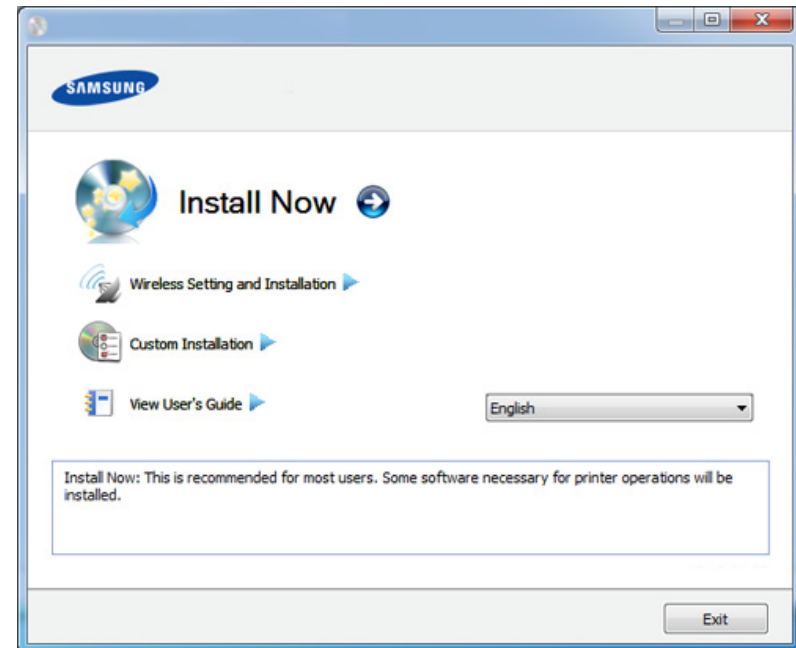 SAMSUNG
Install Now
Wireless Setting and Installation
Custom Installation
View User's Guide
English
Install Now: This is recommended for most users. Some software necessary for printer operations will be
installed.
Exit